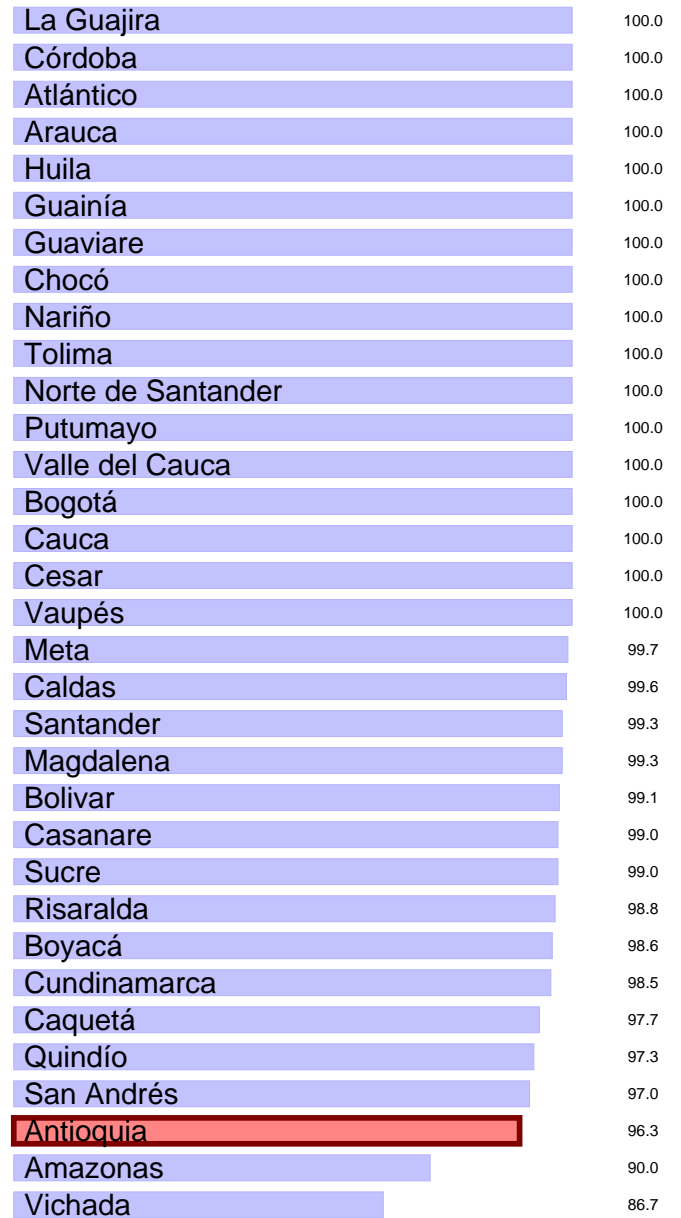 La Guajira 100.0
Córdoba 100.0
Atlántico 100.0
Arauca 100.0
Huila 100.0
Guainía 100.0
Guaviare 100.0
Chocó 100.0
Nariño 100.0
Tolima 100.0
Norte de Santander 100.0
Putumayo 100.0
Valle del Cauca 100.0
Bogotá 100.0
Cauca 100.0
Cesar 100.0
Vaupés 100.0
Meta 99.7
Caldas 99.6
Santander 99.3
Magdalena 99.3
Bolivar 99.1
Casanare 99.0
Sucre 99.0
Risaralda 98.8
Boyacá 98.6
Cundinamarca 98.5
Caquetá 97.7
Quindío 97.3
San Andrés 97.0
Antioquia 96.3
Amazonas 90.0
Vichada 86.7